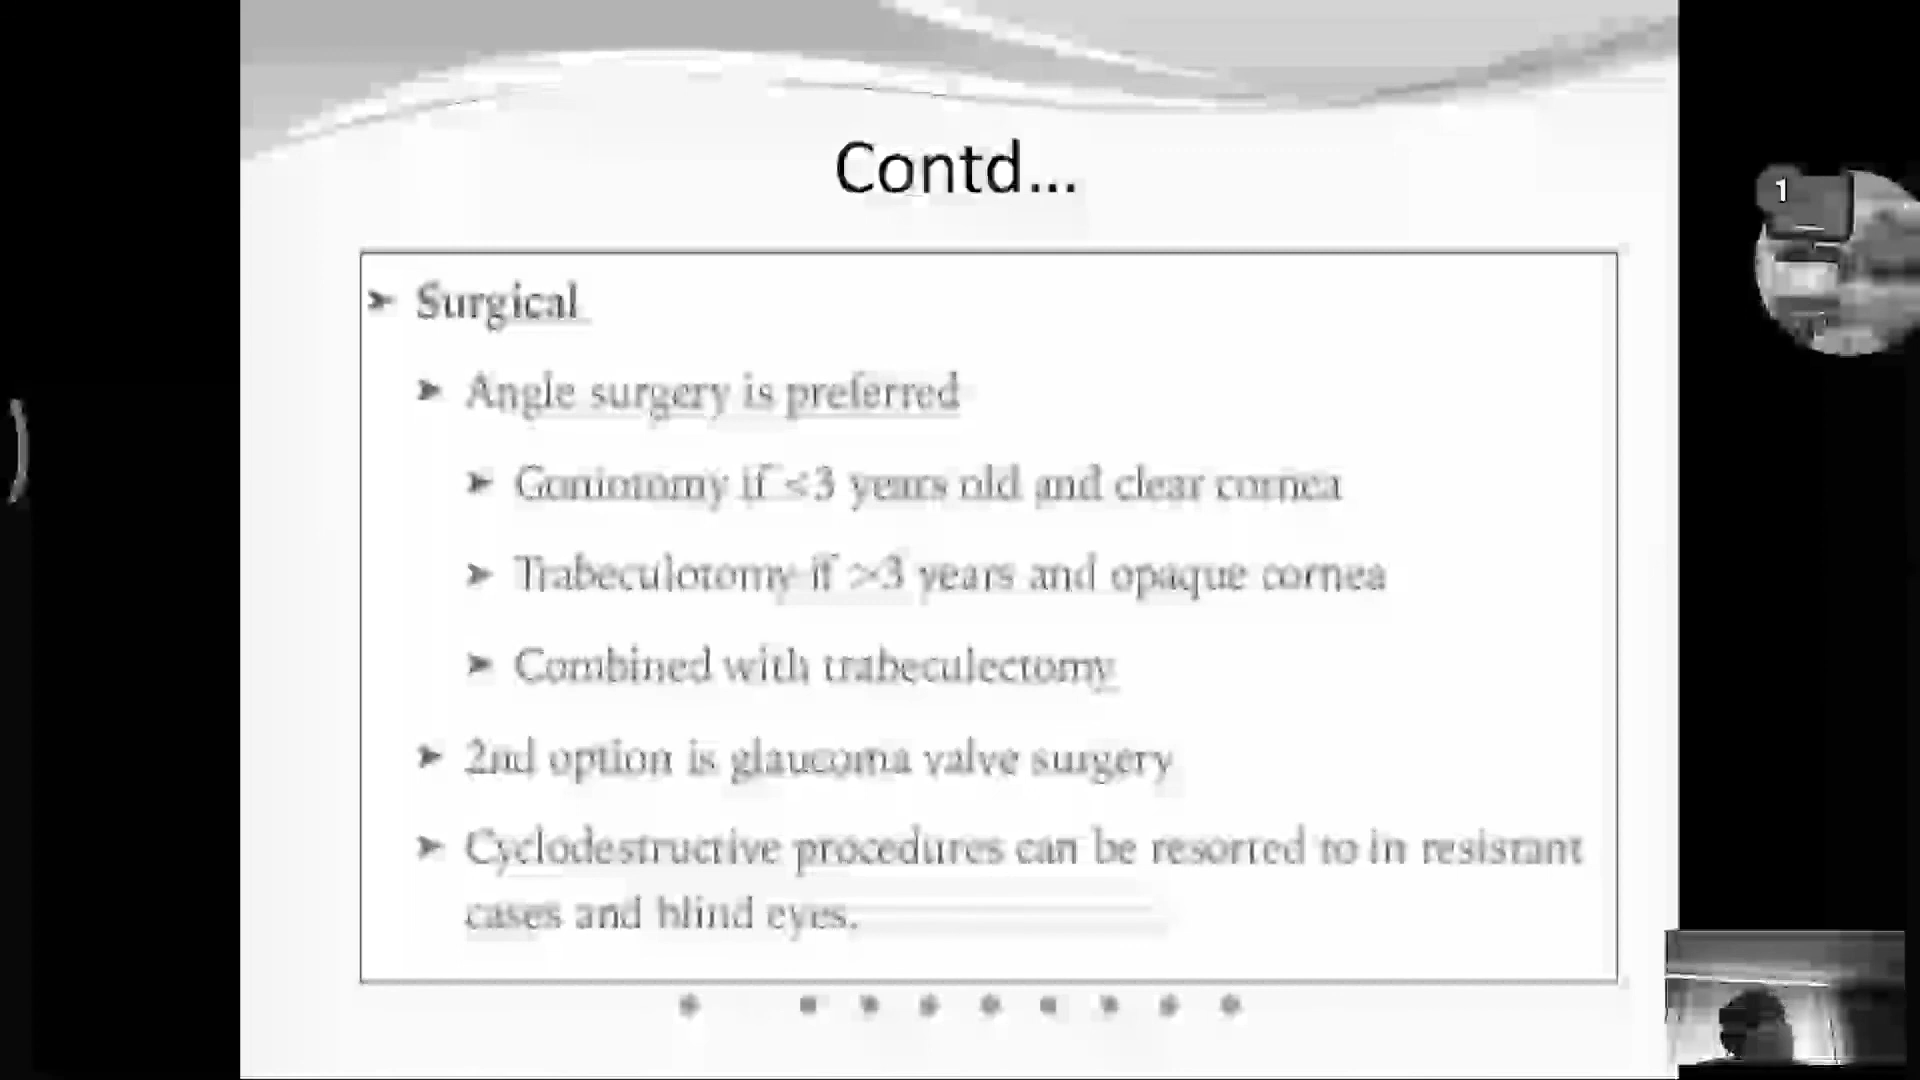 Contd...
➤ Surgical
➤ Angle surgery is preferred
➤ Goniotomy if <3 years old and clear cornea
➤ Trabeculotomy if >3 years and opaque cornea
➤ Combined with trabeculectomy
➤ 2nd option is glaucoma valve surgery
➤ Cyclodestructive procedures can be resorted to in resistant
cases and blind eyes.
1